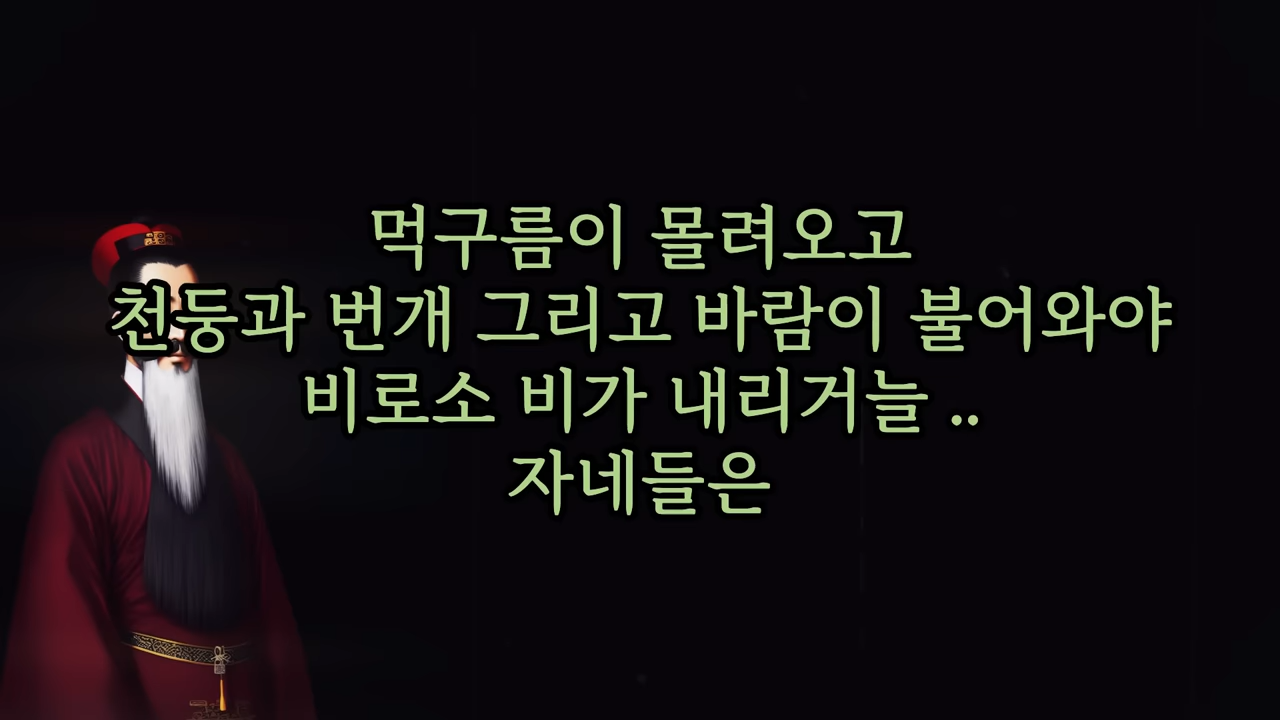 먹구름이 몰려오고
천둥과 번개 그리고 바람이 불어와야
비로소 비가 내리거늘 ..
자네들은